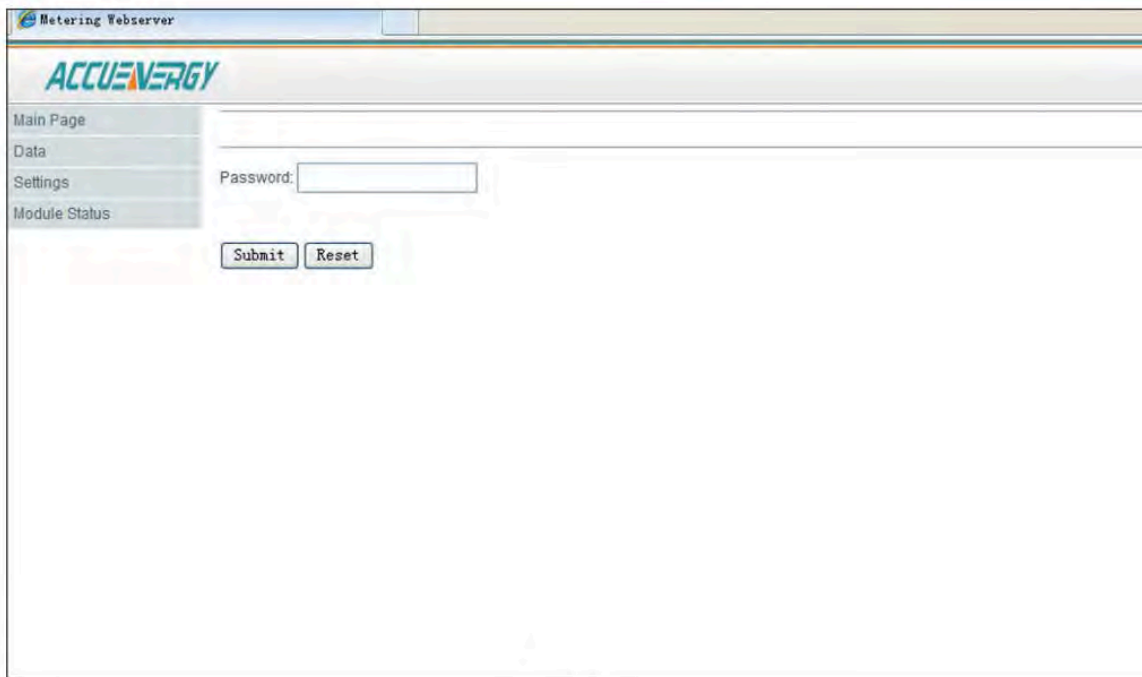 Metering Webserver
ACCUENERGY
Main Page
Data
Settings
Module Status
Password:
Submit Reset